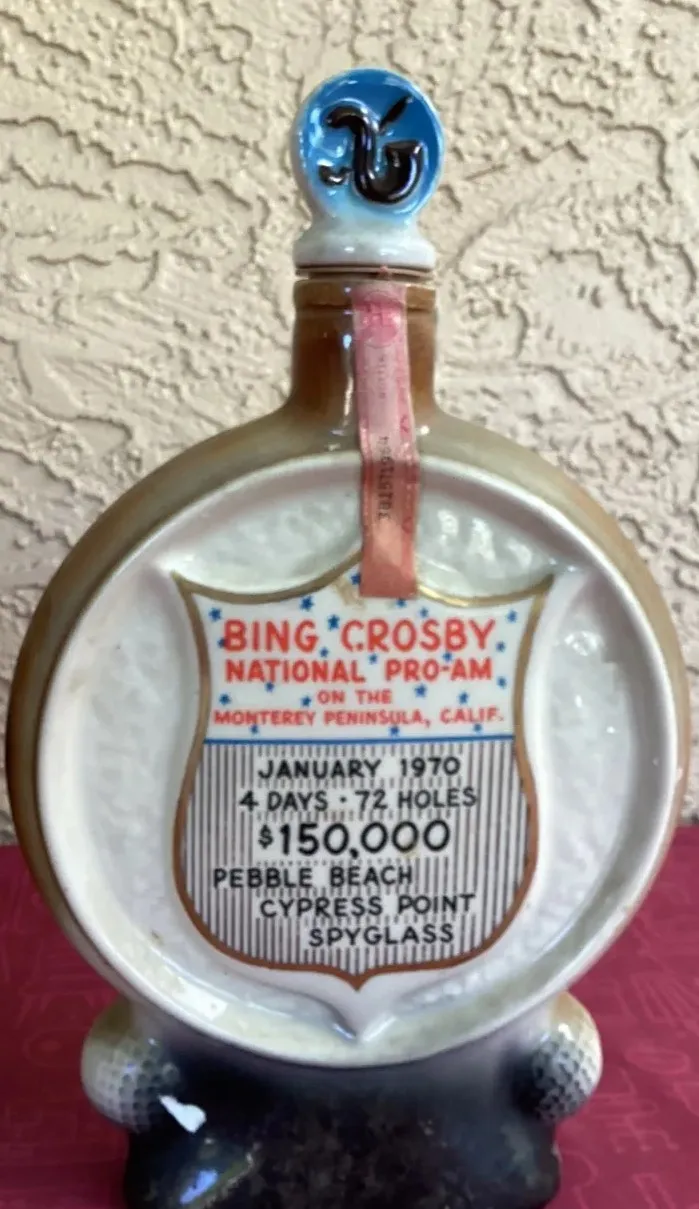 BING CROSBY
NATIONAL PRO-AM
ON THE
MONTEREY PENINSULA, CALIF.
JANUARY 1970
4 DAYS · 72 HOLES
$150,000
PEBBLE BEACH
CYPRESS POINT
SPYGLASS